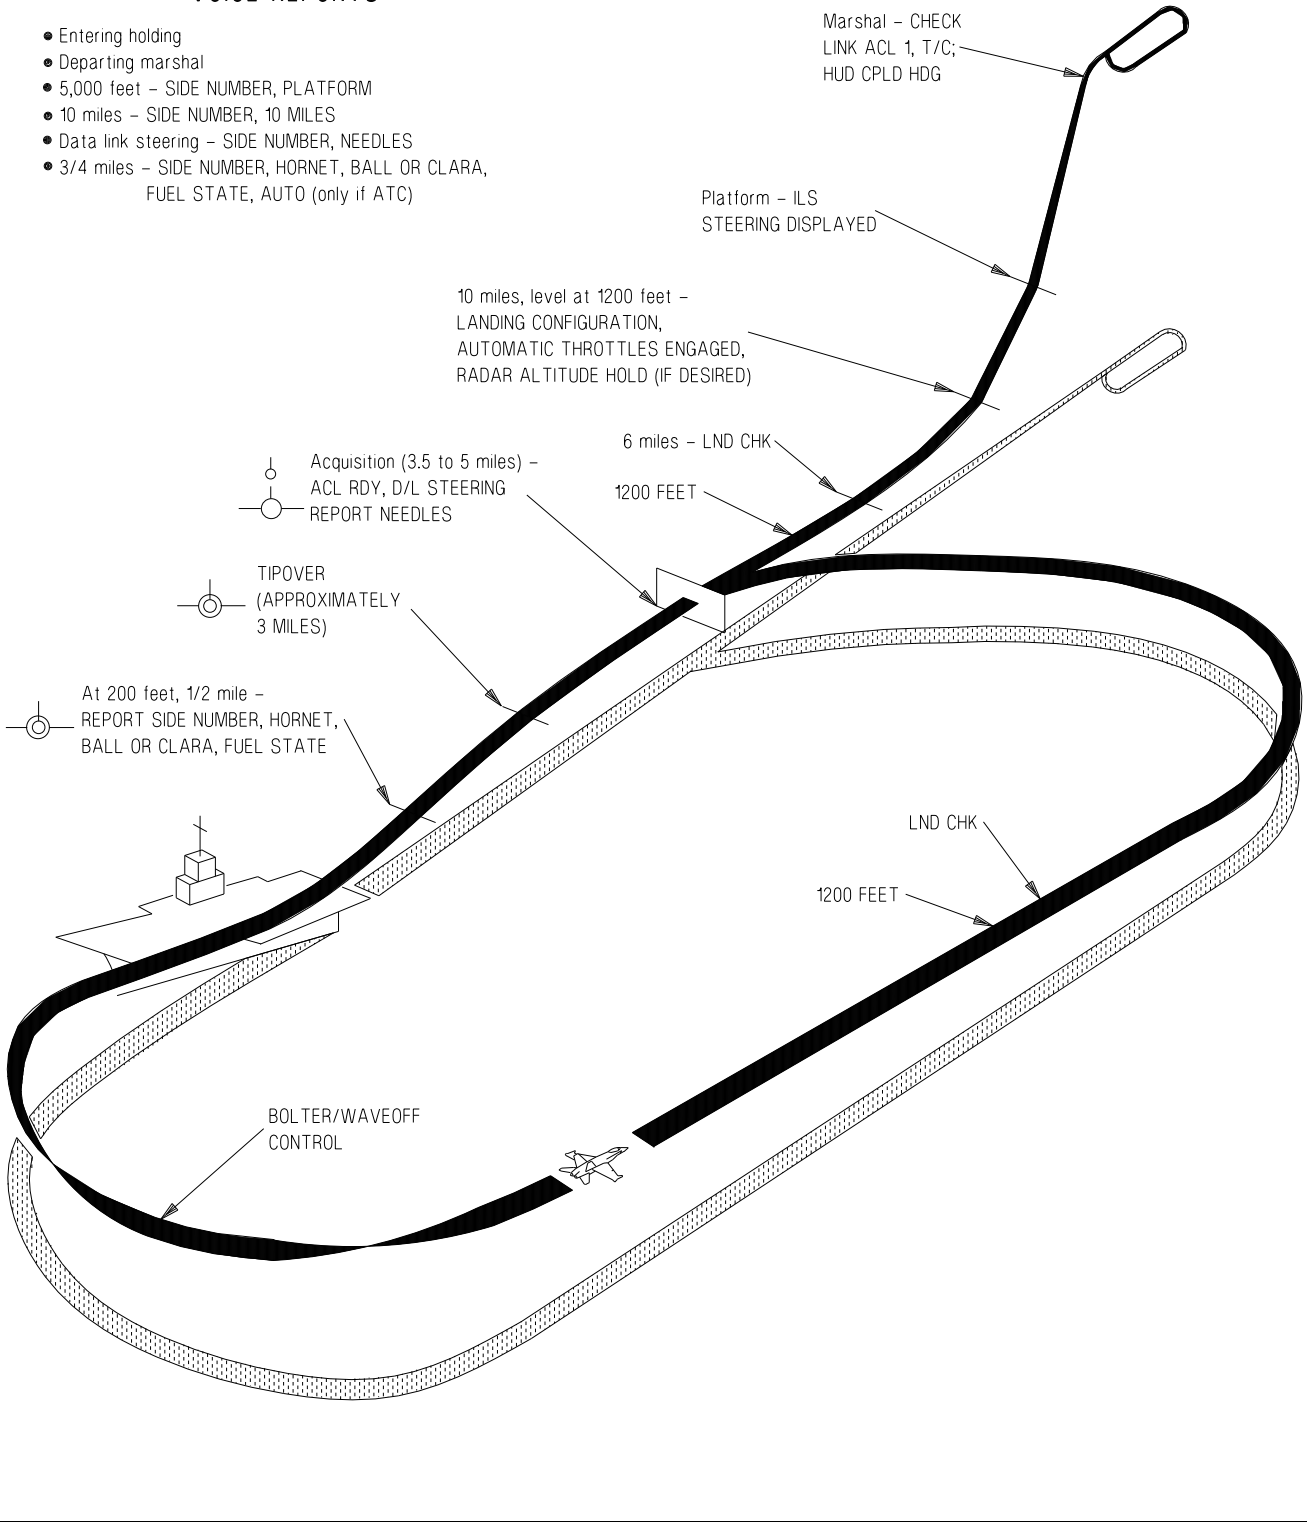 VOICE REPORTS
● Entering holding
● Departing marshal
● 5,000 feet – SIDE NUMBER, PLATFORM
● 10 miles – SIDE NUMBER, 10 MILES
● Data link steering – SIDE NUMBER, NEEDLES
● 3/4 miles – SIDE NUMBER, HORNET, BALL OR CLARA,
FUEL STATE, AUTO (only if ATC)
Marshal – CHECK
LINK ACL 1, T/C;
HUD CPLD HDG
Platform – ILS
STEERING DISPLAYED
10 miles, level at 1200 feet –
LANDING CONFIGURATION,
AUTOMATIC THROTTLES ENGAGED,
RADAR ALTITUDE HOLD (IF DESIRED)
6 miles – LND CHK
1200 FEET
Acquisition (3.5 to 5 miles) –
ACL RDY, D/L STEERING
REPORT NEEDLES
TIPOVER
(APPROXIMATELY
3 MILES)
At 200 feet, 1/2 mile –
REPORT SIDE NUMBER, HORNET,
BALL OR CLARA, FUEL STATE
LND CHK
1200 FEET
BOLTER/WAVEOFF
CONTROL